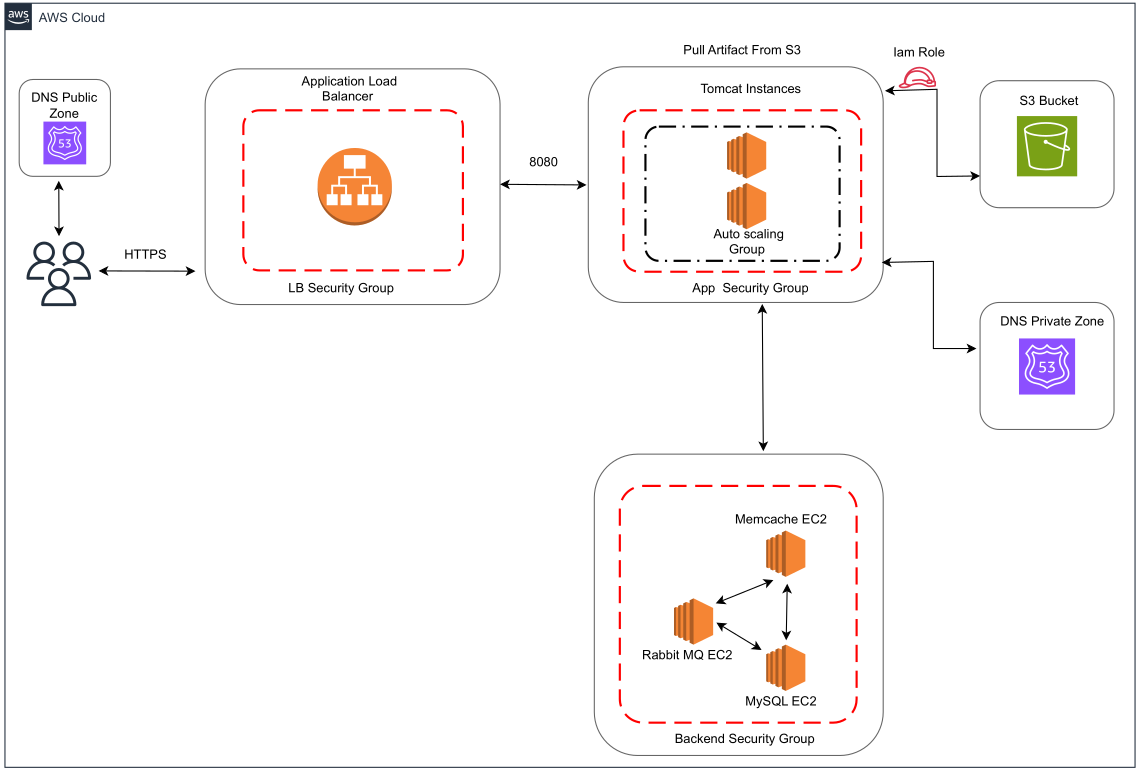 aws
AWS Cloud
DNS Public
Zone
53
HTTPS
Application Load
Balancer
LB Security Group
8080
Pull Artifact From S3
Tomcat Instances
Auto scaling
Group
App  Security Group
Iam Role
S3 Bucket
DNS Private Zone
53
Memcache EC2
Rabbit MQ EC2
MySQL EC2
Backend Security Group